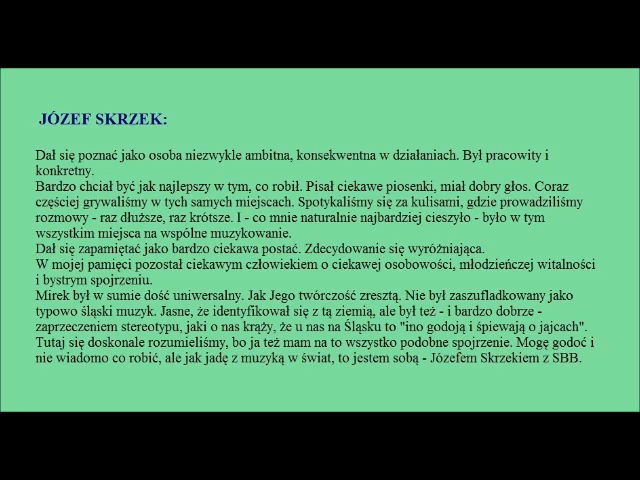 JÓZEF SKRZEK:
Dał się poznać jako osoba niezwykle ambitna, konsekwentna w działaniach. Był pracowity i
konkretny.
Bardzo chciał być jak najlepszy w tym, co robił. Pisał ciekawe piosenki, miał dobry głos. Coraz
częściej grywaliśmy w tych samych miejscach. Spotykaliśmy się za kulisami, gdzie prowadziliśmy
rozmowy - raz dłuższe, raz krótsze. I - co mnie naturalnie najbardziej cieszyło - było w tym
wszystkim miejsca na wspólne muzykowanie.
Dał się zapamiętać jako bardzo ciekawa postać. Zdecydowanie się wyróżniająca.
W mojej pamięci pozostał ciekawym człowiekiem o ciekawej osobowości, młodzieńczej witalności
i bystrym spojrzeniu.
Mirek był w sumie dość uniwersalny. Jak Jego twórczość zresztą. Nie był zaszufladkowany jako
typowo śląski muzyk. Jasne, że identyfikował się z tą ziemią, ale był też - i bardzo dobrze -
zaprzeczeniem stereotypu, jaki o nas krąży, że u nas na Śląsku to "ino godoją i śpiewają o jajcach".
Tutaj się doskonale rozumieliśmy, bo ja też mam na to wszystko podobne spojrzenie. Mogę godoć i
nie wiadomo co robić, ale jak jadę z muzyką w świat, to jestem sobą - Józefem Skrzekiem z SBB.